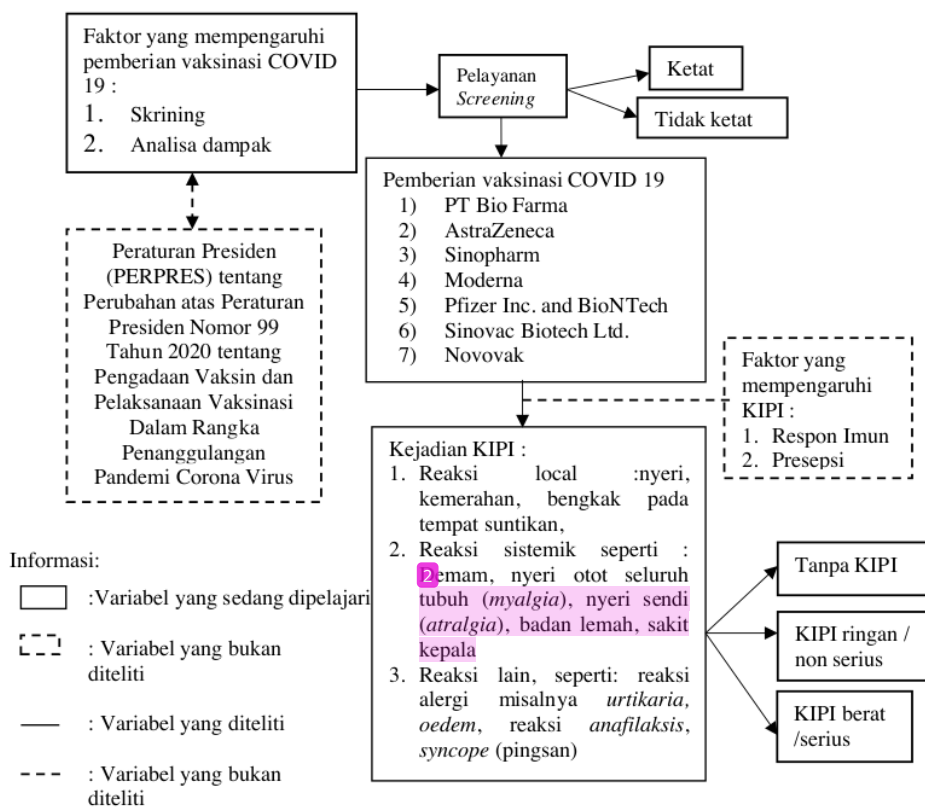 Faktor yang mempengaruhi
pemberian vaksinasi COVID
19 :
1. Skrining
2. Analisa dampak
Pelayanan
Screening
Ketat
Tidak ketat
Peraturan Presiden
(PERPRES) tentang
Perubahan atas Peraturan
Presiden Nomor 99
Tahun 2020 tentang
Pengadaan Vaksin dan
Pelaksanaan Vaksinasi
Dalam Rangka
Penanggulangan
Pandemi Corona Virus
Pemberian vaksinasi COVID 19
1) PT Bio Farma
2) AstraZeneca
3) Sinopharm
4) Moderna
5) Pfizer Inc. and BioNTech
6) Sinovac Biotech Ltd.
7) Novovak
Faktor yang
mempengaruhi
KIPI :
1. Respon Imun
2. Presepsi
Kejadian KIPI :
1. Reaksi local :nyeri,
kemerahan, bengkak pada
tempat suntikan,
2. Reaksi sistemik seperti :
2 emam, nyeri otot seluruh
tubuh (myalgia), nyeri sendi
(atralgia), badan lemah, sakit
kepala
3. Reaksi lain, seperti: reaksi
alergi misalnya urtikaria,
oedem, reaksi anafilaksis,
syncope (pingsan)
Tanpa KIPI
KIPI ringan /
non serius
KIPI berat
/serius
Informasi:
:Variabel yang sedang dipelajari
: Variabel yang bukan
diteliti
: Variabel yang diteliti
: Variabel yang bukan
diteliti